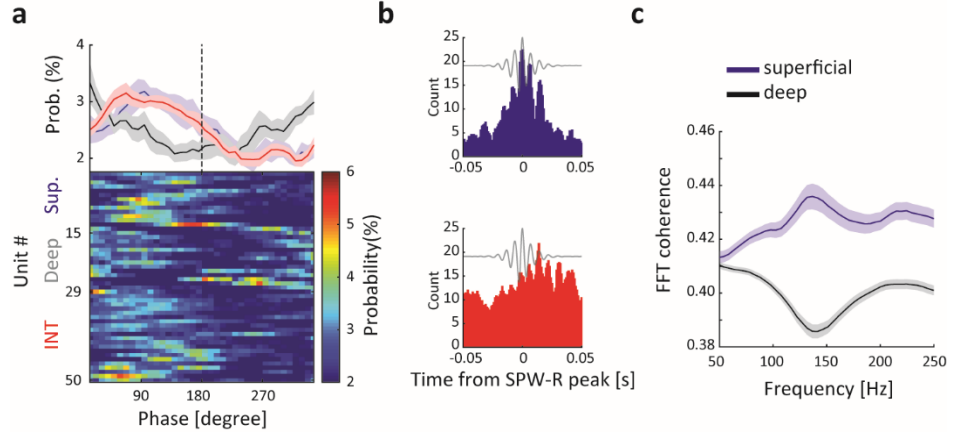 a
4
3
2
Prob. (%)
Sup.
Deep
INT
Unit #
15
29
50
90
180
270
Phase [degree]
6
5
4
3
2
Probability(%)
b
25
20
15
10
5
0
Count
-0.05
0
0.05
25
20
15
10
5
0
Count
-0.05
0
0.05
Time from SPW-R peak [s]
c
superficial
deep
0.46
0.44
0.42
0.40
0.38
FFT coherence
50
100
150
200
250
Frequency [Hz]